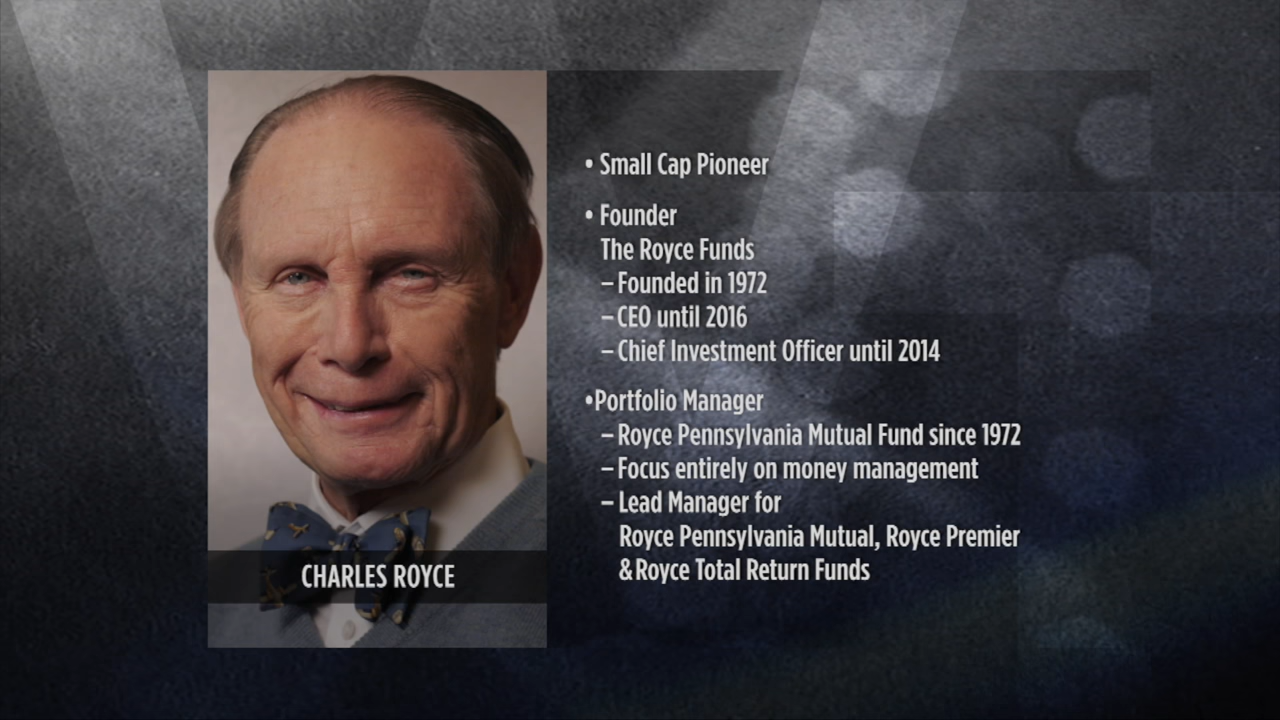 • Small Cap Pioneer
• Founder
The Royce Funds
– Founded in 1972
– CEO until 2016
– Chief Investment Officer until 2014
•Portfolio Manager
– Royce Pennsylvania Mutual Fund since 1972
– Focus entirely on money management
– Lead Manager for
Royce Pennsylvania Mutual, Royce Premier
& Royce Total Return Funds
CHARLES ROYCE